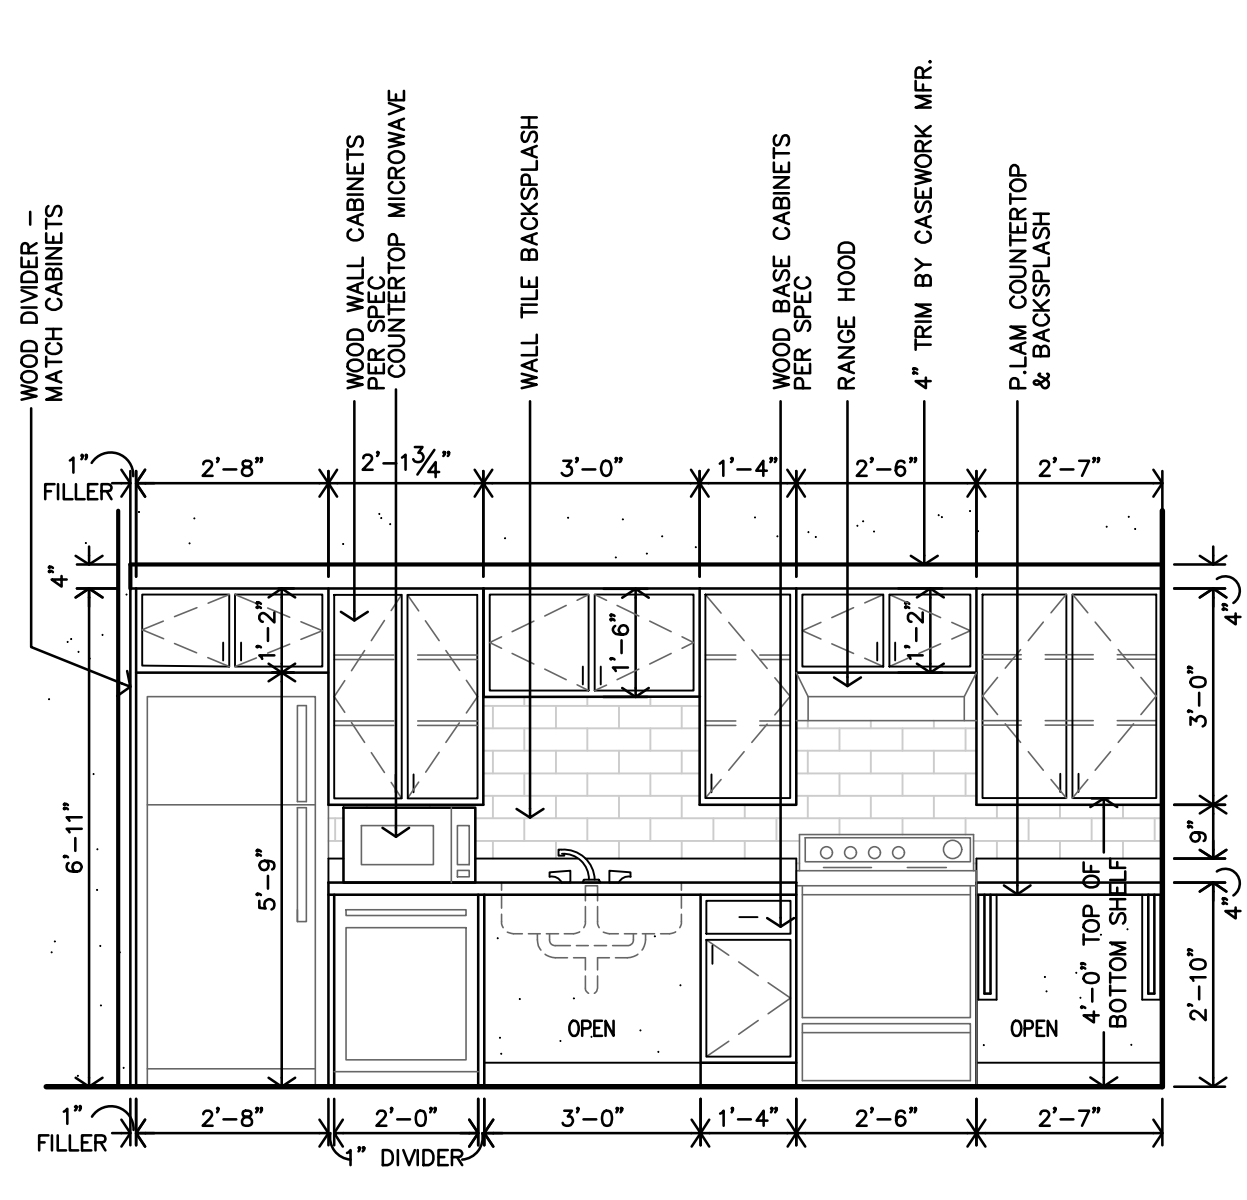 WOOD DIVIDER –
MATCH CABINETS
WOOD WALL CABINETS
PER SPEC
COUNTERTOP MICROWAVE
WALL TILE BACKSPLASH
WOOD BASE CABINETS
PER SPEC
RANGE HOOD
4" TRIM BY CASEWORK MFR.
P.LAM COUNTERTOP
& BACKSPLASH
1"
FILLER
2'-8"
2'-1¾"
3'-0"
1'-4"
2'-6"
2'-7"
4"
4"
1'-2"
1'-6"
1'-2"
3'-0"
6'-11"
5'-9"
9"
4"
4'-0" TOP OF
BOTTOM SHELF
2'-10"
OPEN
OPEN
1"
FILLER
2'-8"
2'-0"
3'-0"
1'-4"
2'-6"
2'-7"
1" DIVIDER